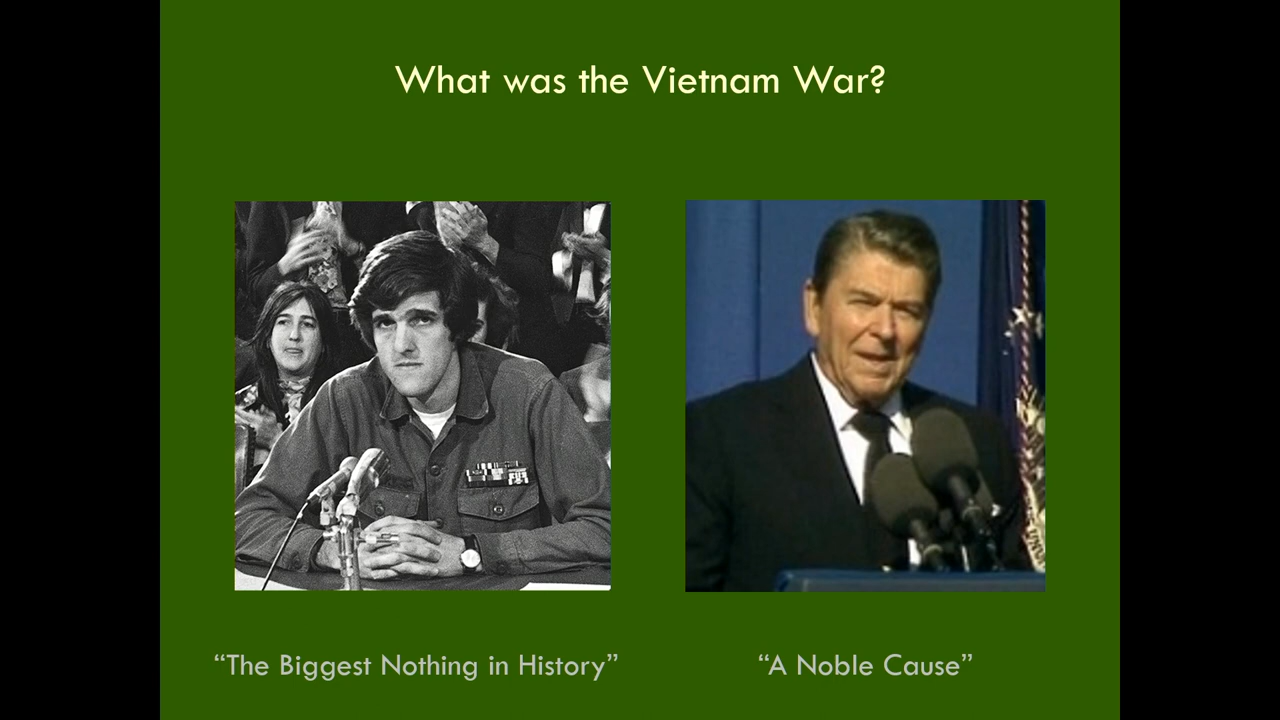 What was the Vietnam War?
“The Biggest Nothing in History”
“A Noble Cause”